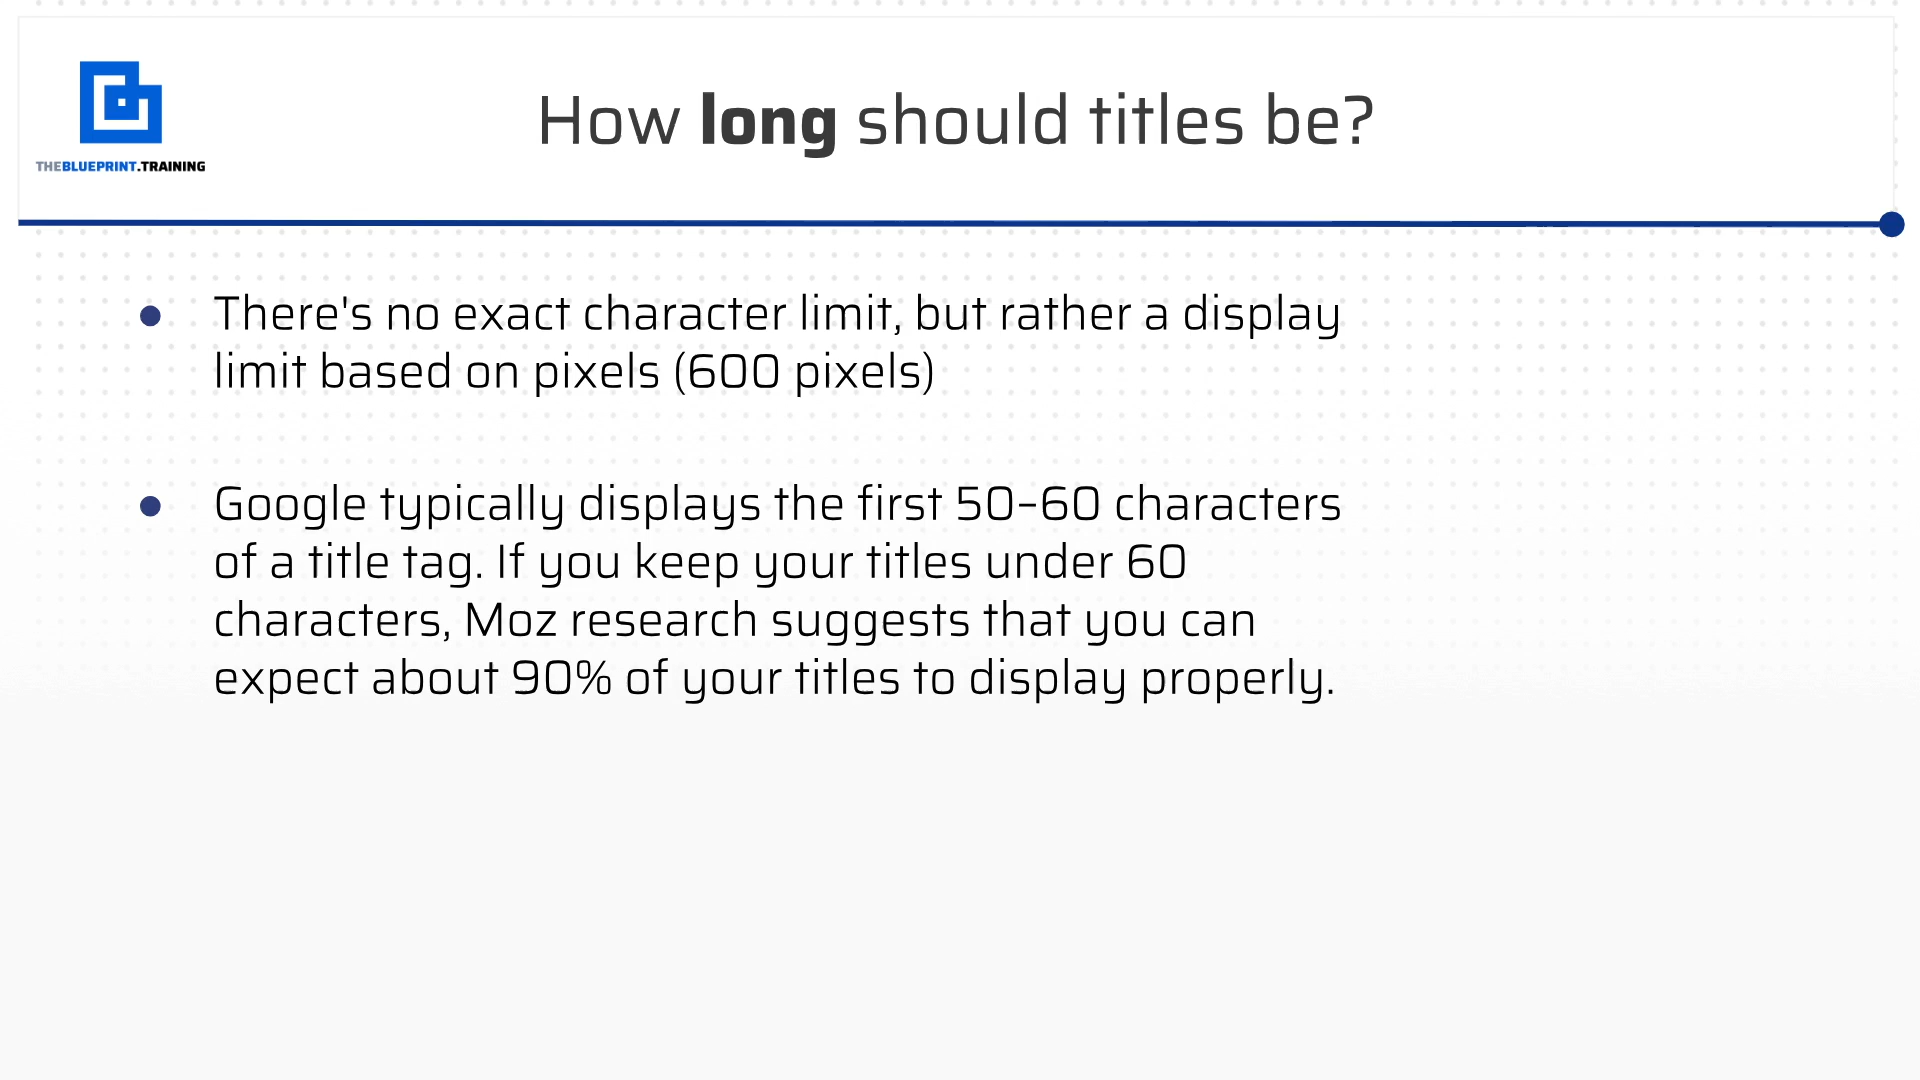 How long should titles be?
THEBLUEPRINT.TRAINING
There's no exact character limit, but rather a display
limit based on pixels (600 pixels)
Google typically displays the first 50–60 characters
of a title tag. If you keep your titles under 60
characters, Moz research suggests that you can
expect about 90% of your titles to display properly.